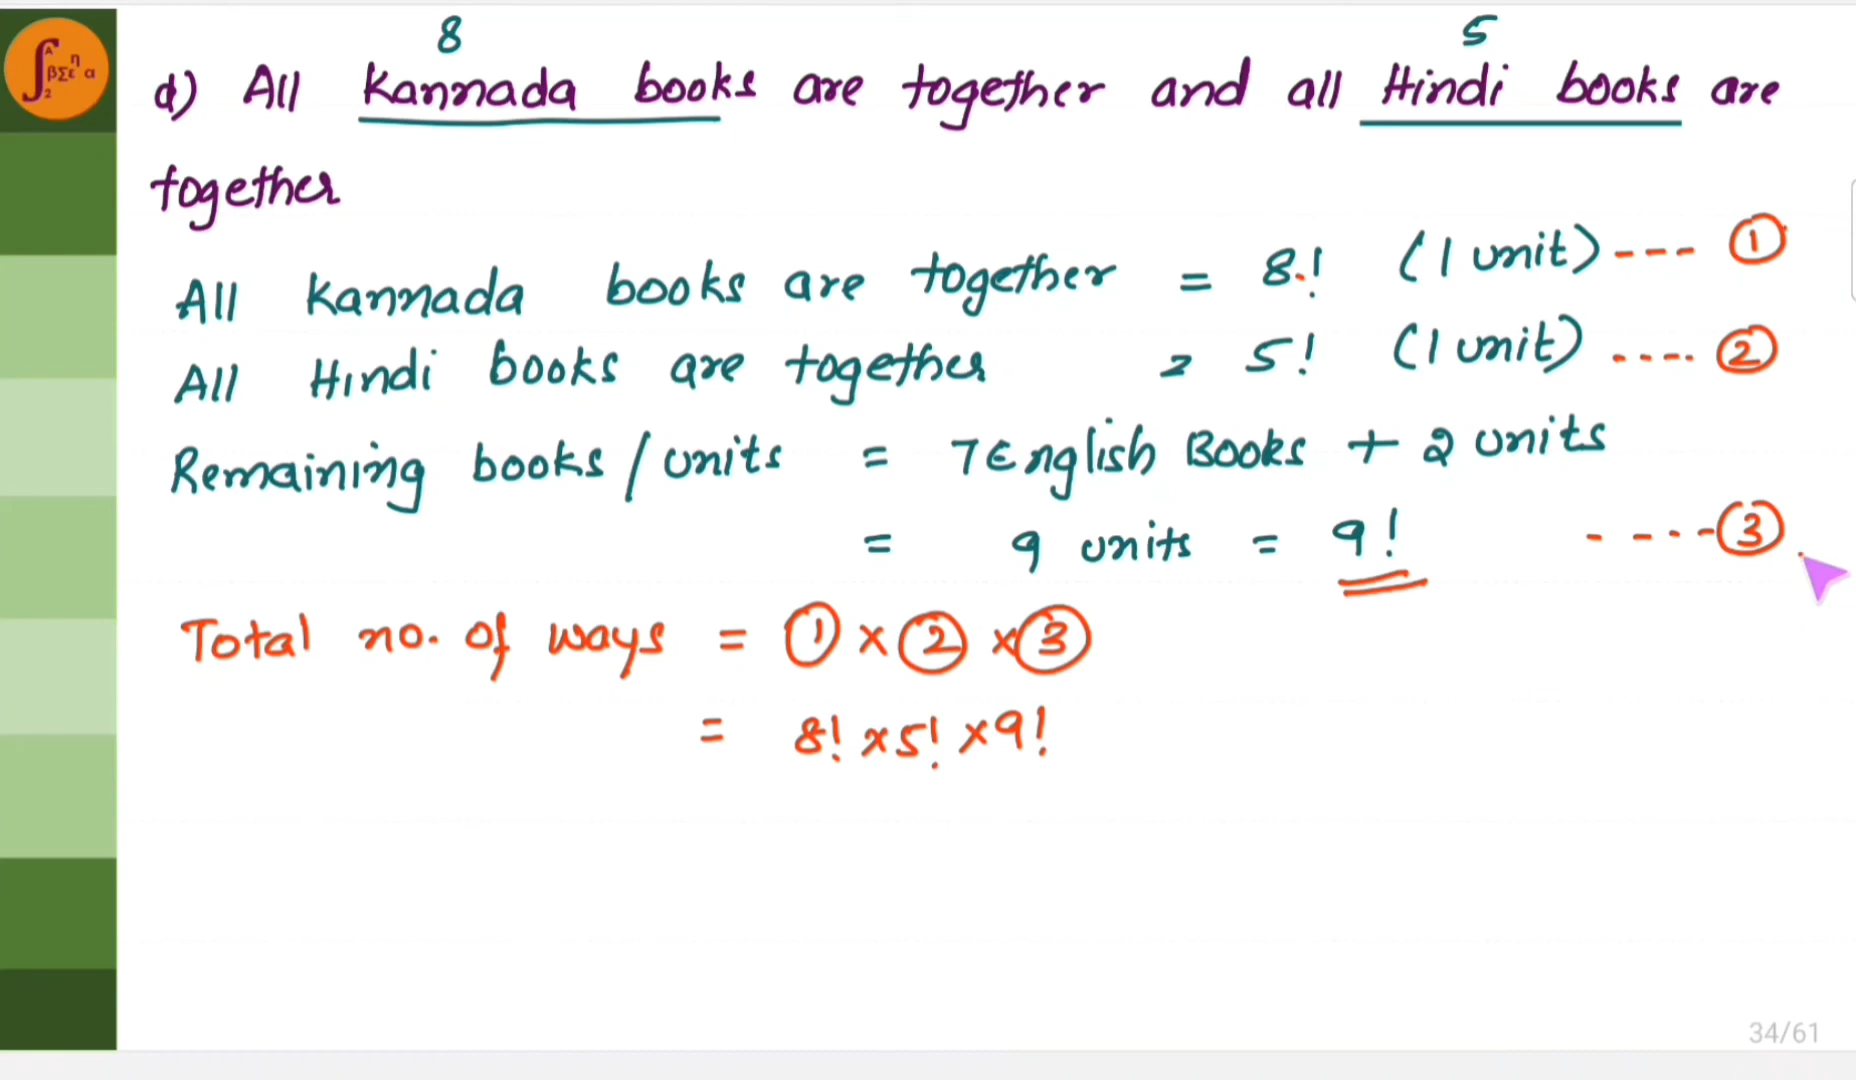 8 5
d) All Kannada books are together and all Hindi books are
together
All Kannada books are together = 8! (1 unit) --- ①
All Hindi books are together = 5! (1 unit) .... ②
Remaining books / units = 7 English Books + 2 units
= 9 units = 9! ----③
Total no. of ways = ① × ② × ③
= 8! × 5! × 9!
34/61